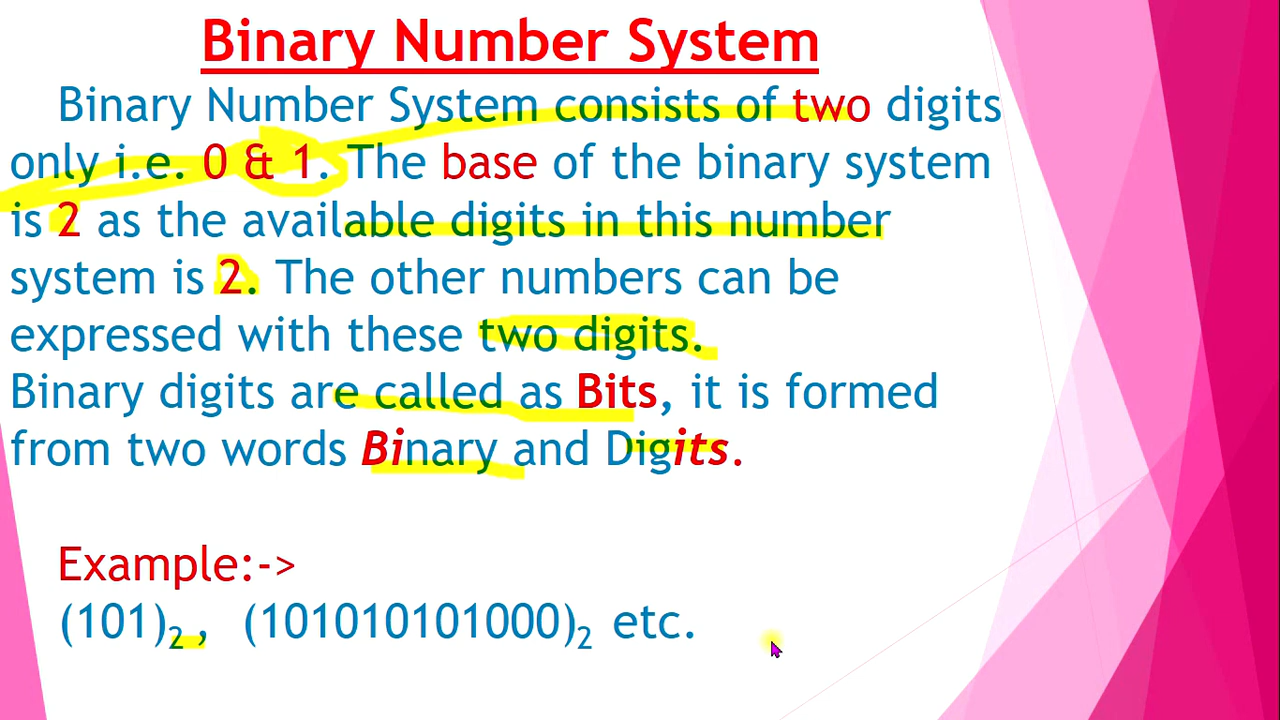 Binary Number System
Binary Number System consists of two digits
only i.e. 0 & 1. The base of the binary system
is 2 as the available digits in this number
system is 2. The other numbers can be
expressed with these two digits.
Binary digits are called as Bits, it is formed
from two words Binary and Digits.
Example:->
(101)₂ , (101010101000)₂ etc.